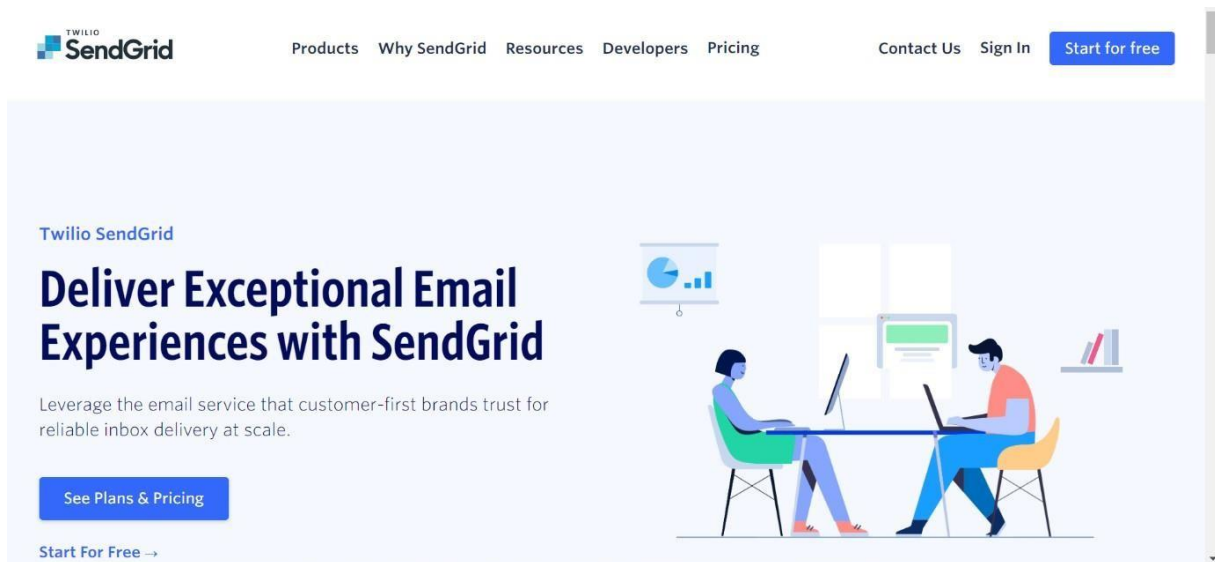 TWILIO
SendGrid
Products Why SendGrid Resources Developers Pricing Contact Us Sign In Start for free
Twilio SendGrid
Deliver Exceptional Email
Experiences with SendGrid
Leverage the email service that customer-first brands trust for
reliable inbox delivery at scale.
See Plans & Pricing
Start For Free →